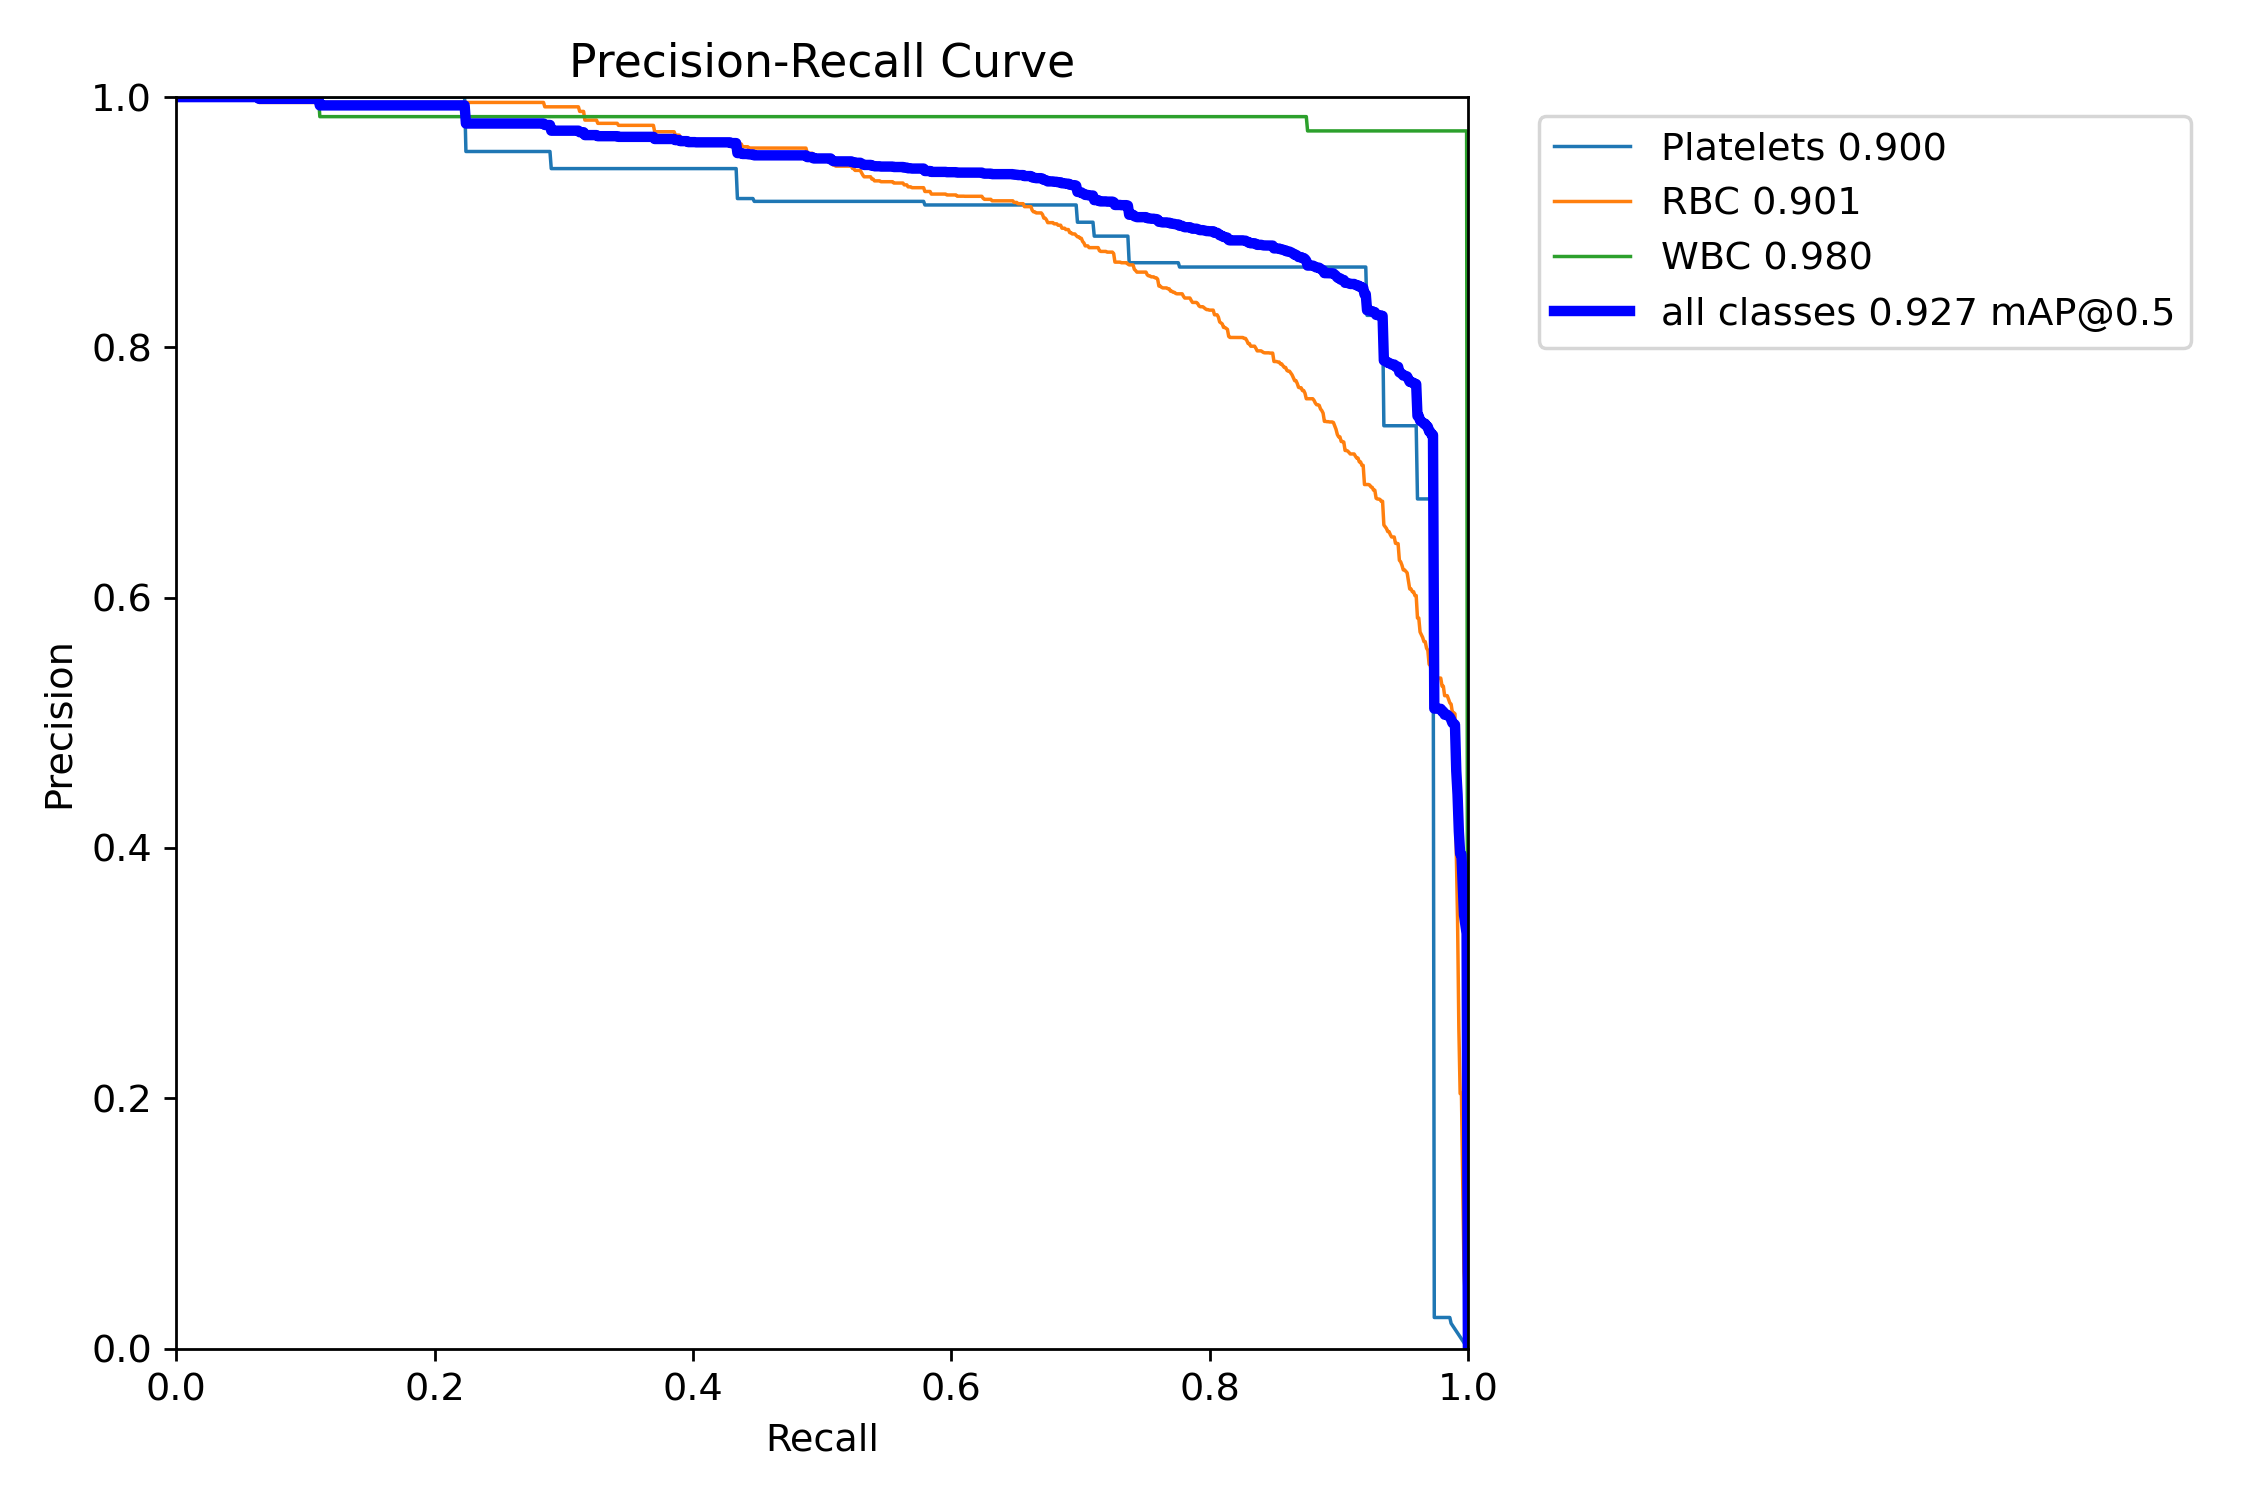 Precision-Recall Curve
1.0
0.8
0.6
0.4
0.2
0.0
Precision
0.0 0.2 0.4 0.6 0.8 1.0
Recall
Platelets 0.900
RBC 0.901
WBC 0.980
all classes 0.927 mAP@0.5